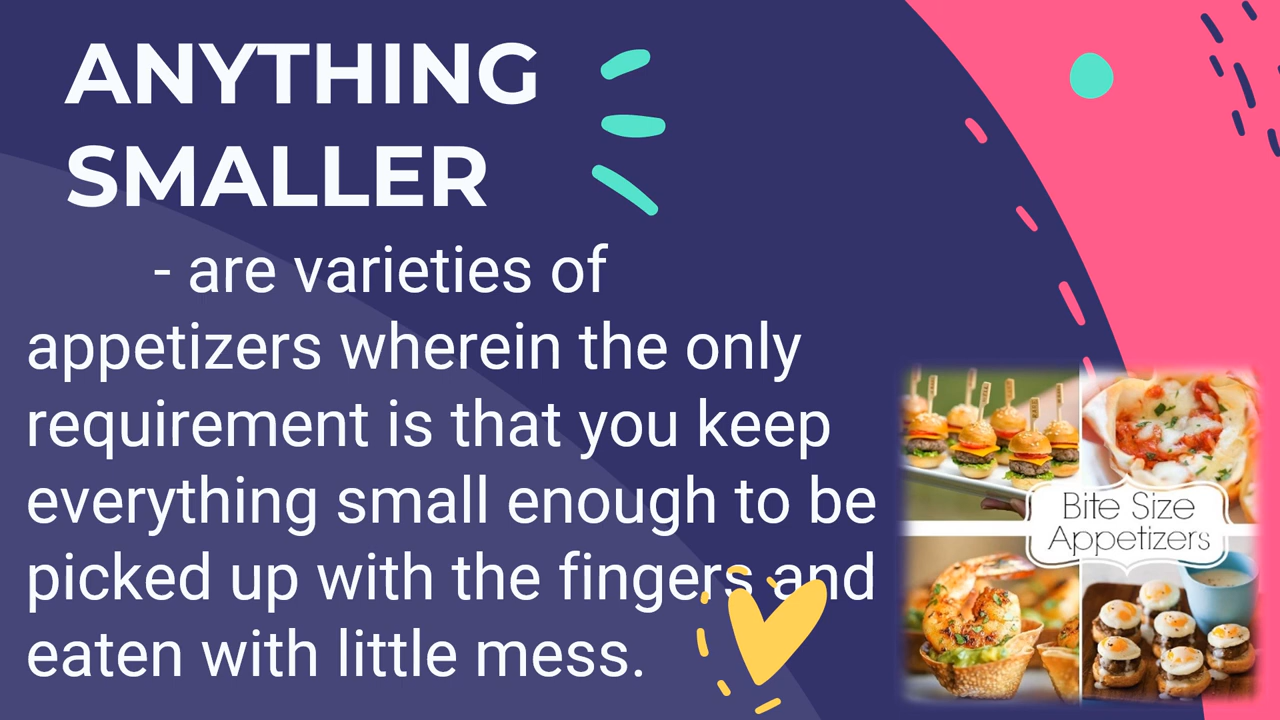 ANYTHING
SMALLER
- are varieties of
appetizers wherein the only
requirement is that you keep
everything small enough to be
picked up with the fingers and
eaten with little mess.
Bite Size
Appetizers